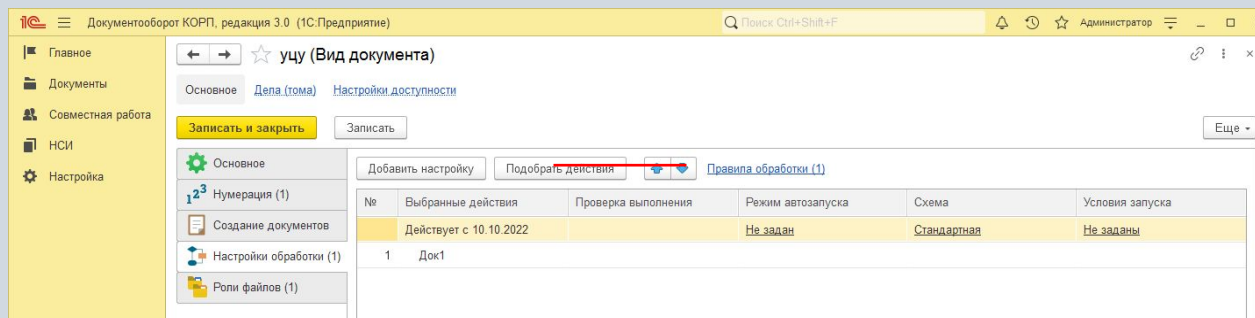 1С Документооборот КОРП, редакция 3.0 (1С:Предприятие) Поиск Ctrl+Shift+F Администратор
Главное
Документы
Совместная работа
НСИ
Настройка
уцу (Вид документа)
Основное Дела (тома) Настройки доступности
Записать и закрыть Записать Еще
Основное
Нумерация (1)
Создание документов
Настройки обработки (1)
Роли файлов (1)
Добавить настройку Подобрать действия Правила обработки (1)
№ Выбранные действия Проверка выполнения Режим автозапуска Схема Условия запуска
Действует с 10.10.2022 Не задан Стандартная Не заданы
1 Док1